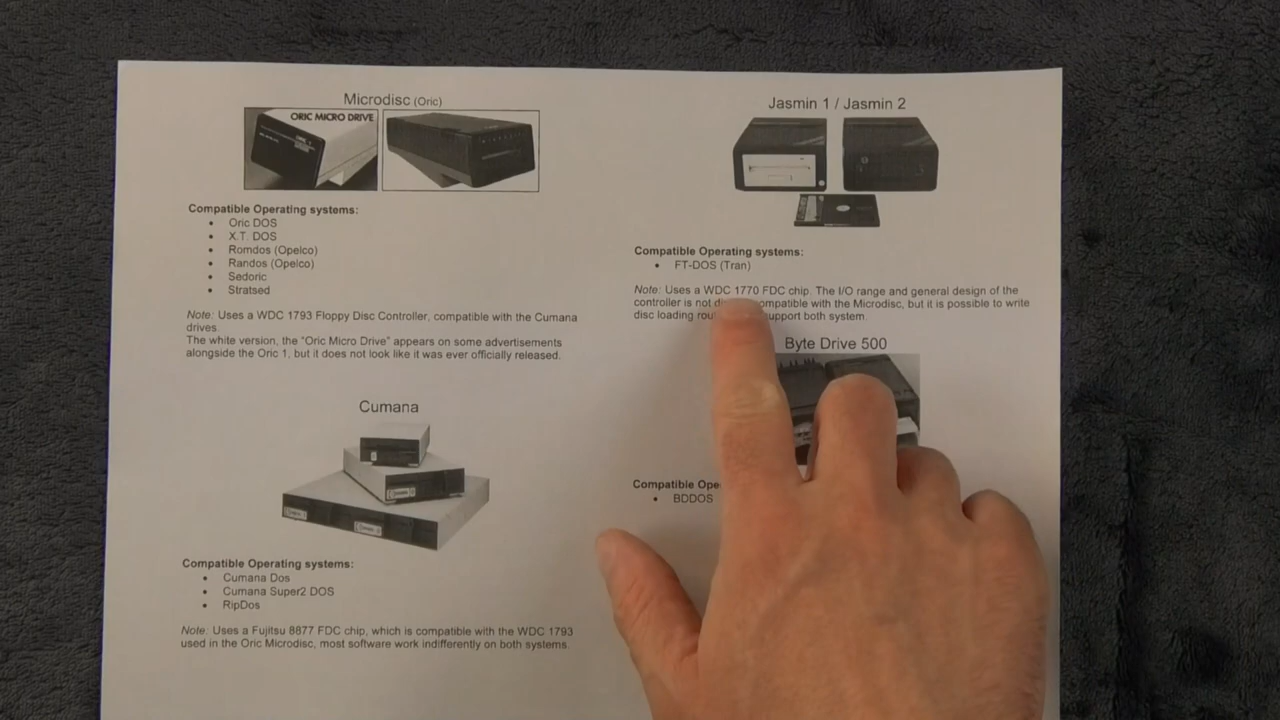 Microdisc (Oric)
ORIC MICRO DRIVE
Compatible Operating systems:
• Oric DOS
• X.T. DOS
• Romdos (Opelco)
• Randos (Opelco)
• Sedoric
• Stratsed
Note: Uses a WDC 1793 Floppy Disc Controller, compatible with the Cumana
drives.
The white version, the "Oric Micro Drive" appears on some advertisements
alongside the Oric 1, but it does not look like it was ever officially released.
Cumana
Compatible Operating systems:
• Cumana Dos
• Cumana Super2 DOS
• RipDos
Note: Uses a Fujitsu 8877 FDC chip, which is compatible with the WDC 1793
used in the Oric Microdisc, most software work indifferently on both systems.
Jasmin 1 / Jasmin 2
Compatible Operating systems:
• FT-DOS (Tran)
Note: Uses a WDC 1770 FDC chip. The I/O range and general design of the
controller is not compatible with the Microdisc, but it is possible to write
disc loading support both system.
Byte Drive 500
Compatible
• BDDOS